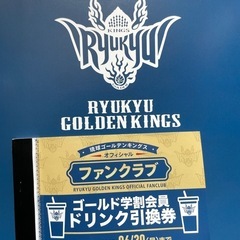 KINGS
RYUKYU
RYUKYU
GOLDEN KINGS
琉球ゴールデンキングス
オフィシャル
ファンクラブ
RYUKYU GOLDEN KINGS OFFICIAL FANCLUB
ゴールド学割会員
ドリンク引換券